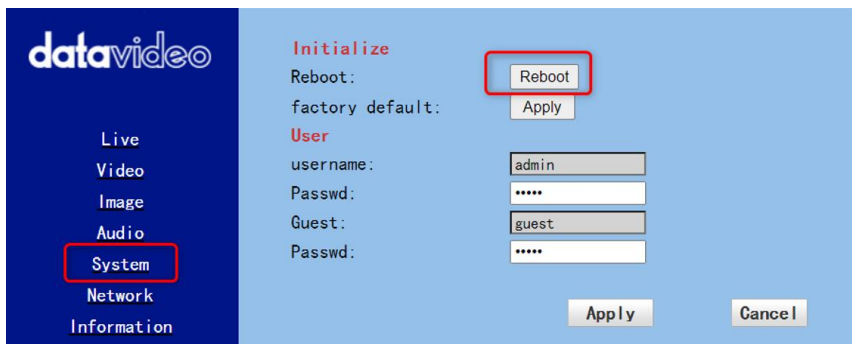 datavideo
Live
Video
Image
Audio
System
Network
Information
Initialize
Reboot: Reboot
factory default: Apply
User
username: admin
Passwd: •••••
Guest: guest
Passwd: •••••
Apply Cancel